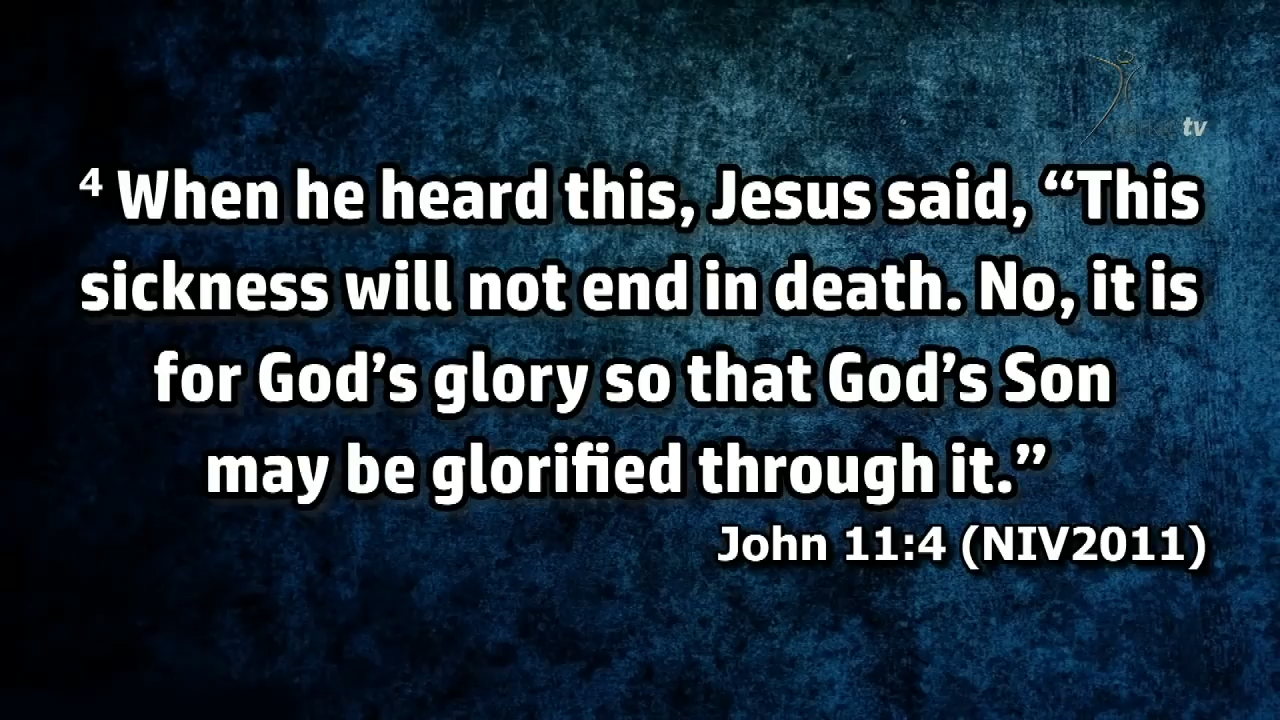 tv
⁴ When he heard this, Jesus said, “This
sickness will not end in death. No, it is
for God’s glory so that God’s Son
may be glorified through it.”
John 11:4 (NIV2011)